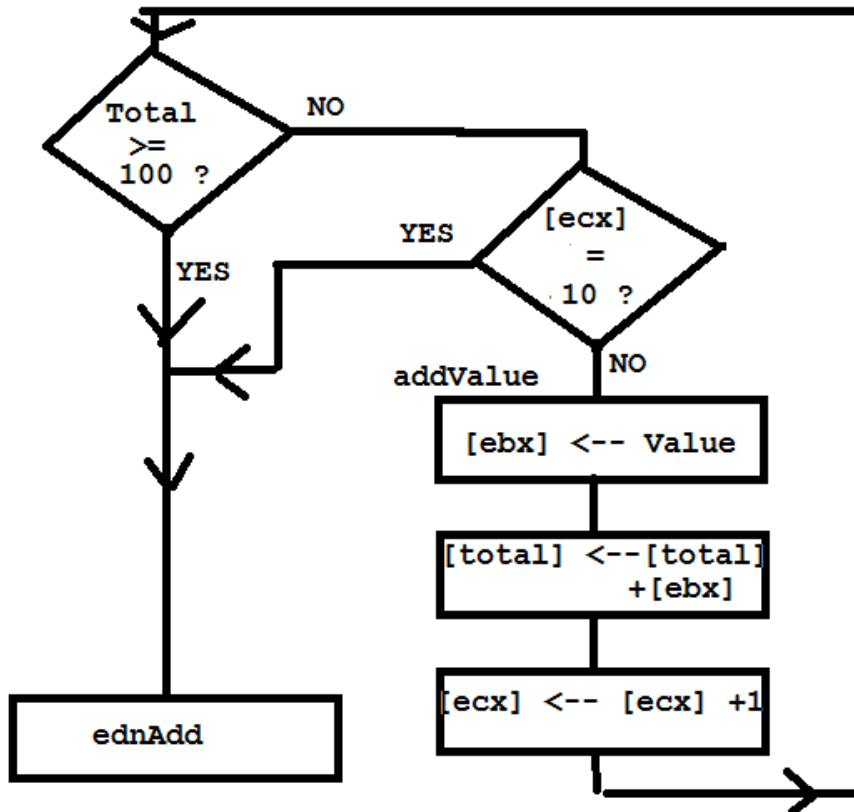 Total
>=
100 ?
NO
YES
[ecx]
=
10 ?
YES
NO
addValue
[ebx] <-- Value
[total] <--[total]
+[ebx]
[ecx] <-- [ecx] +1
ednAdd